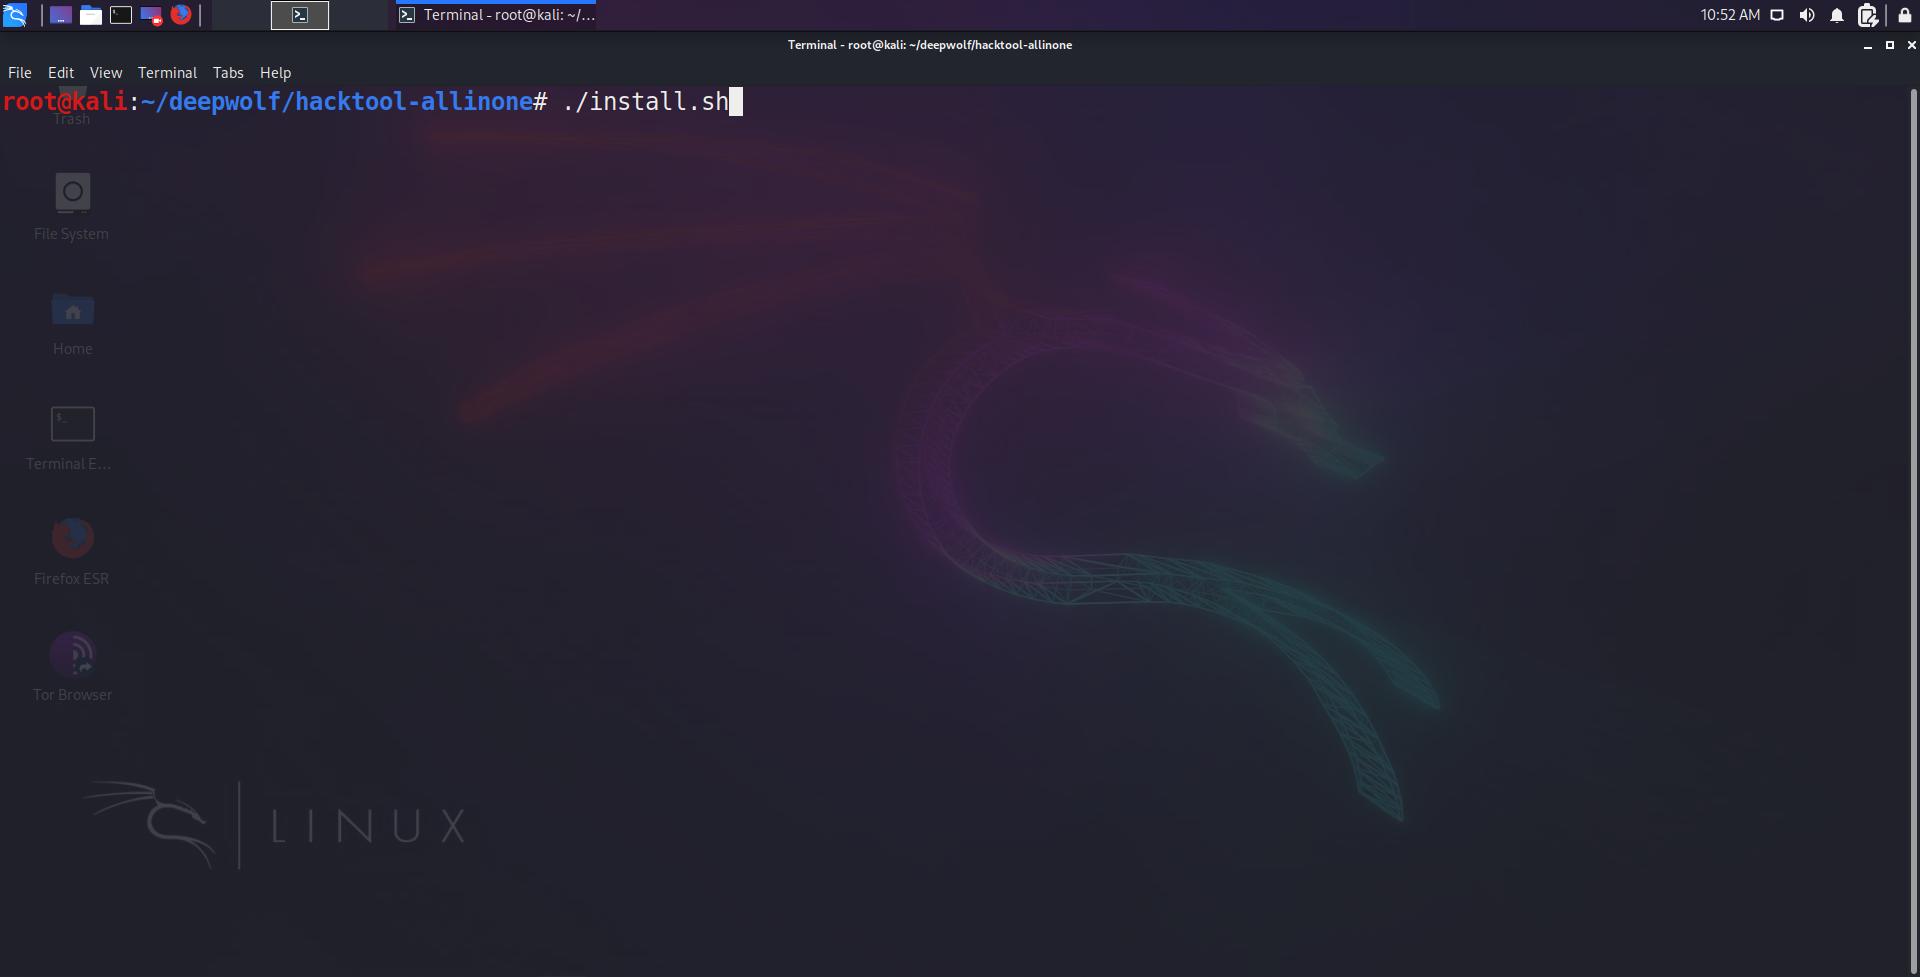 Terminal - root@kali: ~/...
10:52 AM
Terminal - root@kali: ~/deepwolf/hacktool-allinone
File Edit View Terminal Tabs Help
root@kali:~/deepwolf/hacktool-allinone# ./install.sh
Trash
File System
Home
$_
Terminal E...
Firefox ESR
Tor Browser
LINUX